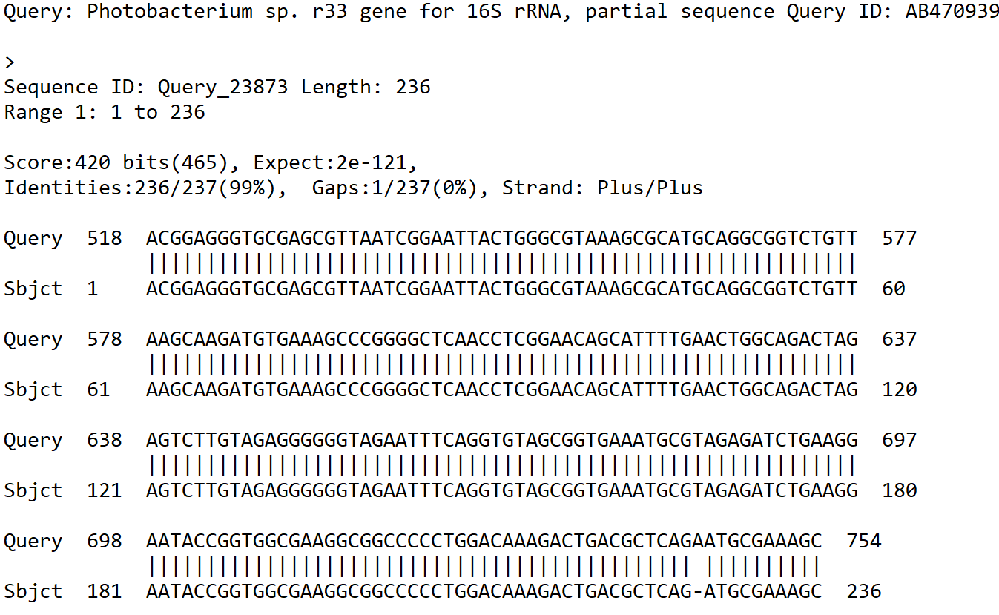 Query: Photobacterium sp. r33 gene for 16S rRNA, partial sequence Query ID: AB470939
>
Sequence ID: Query_23873 Length: 236
Range 1: 1 to 236
Score:420 bits(465), Expect:2e-121,
Identities:236/237(99%),  Gaps:1/237(0%), Strand: Plus/Plus
Query  518  ACGGAGGGTGCGAGCGTTAATCGGAATTACTGGGCGTAAAGCGCATGCAGGCGGTCTGTT  577
            ||||||||||||||||||||||||||||||||||||||||||||||||||||||||||||
Sbjct  1    ACGGAGGGTGCGAGCGTTAATCGGAATTACTGGGCGTAAAGCGCATGCAGGCGGTCTGTT  60
Query  578  AAGCAAGATGTGAAAGCCCGGGGCTCAACCTCGGAACAGCATTTTGAACTGGCAGACTAG  637
            ||||||||||||||||||||||||||||||||||||||||||||||||||||||||||||
Sbjct  61   AAGCAAGATGTGAAAGCCCGGGGCTCAACCTCGGAACAGCATTTTGAACTGGCAGACTAG  120
Query  638  AGTCTTGTAGAGGGGGGTAGAATTTCAGGTGTAGCGGTGAAATGCGTAGAGATCTGAAGG  697
            ||||||||||||||||||||||||||||||||||||||||||||||||||||||||||||
Sbjct  121  AGTCTTGTAGAGGGGGGTAGAATTTCAGGTGTAGCGGTGAAATGCGTAGAGATCTGAAGG  180
Query  698  AATACCGGTGGCGAAGGCGGCCCCCTGGACAAAGACTGACGCTCAGAATGCGAAAGC  754
            |||||||||||||||||||||||||||||||||||||||||||||| ||||||||||
Sbjct  181  AATACCGGTGGCGAAGGCGGCCCCCTGGACAAAGACTGACGCTCAG-ATGCGAAAGC  236